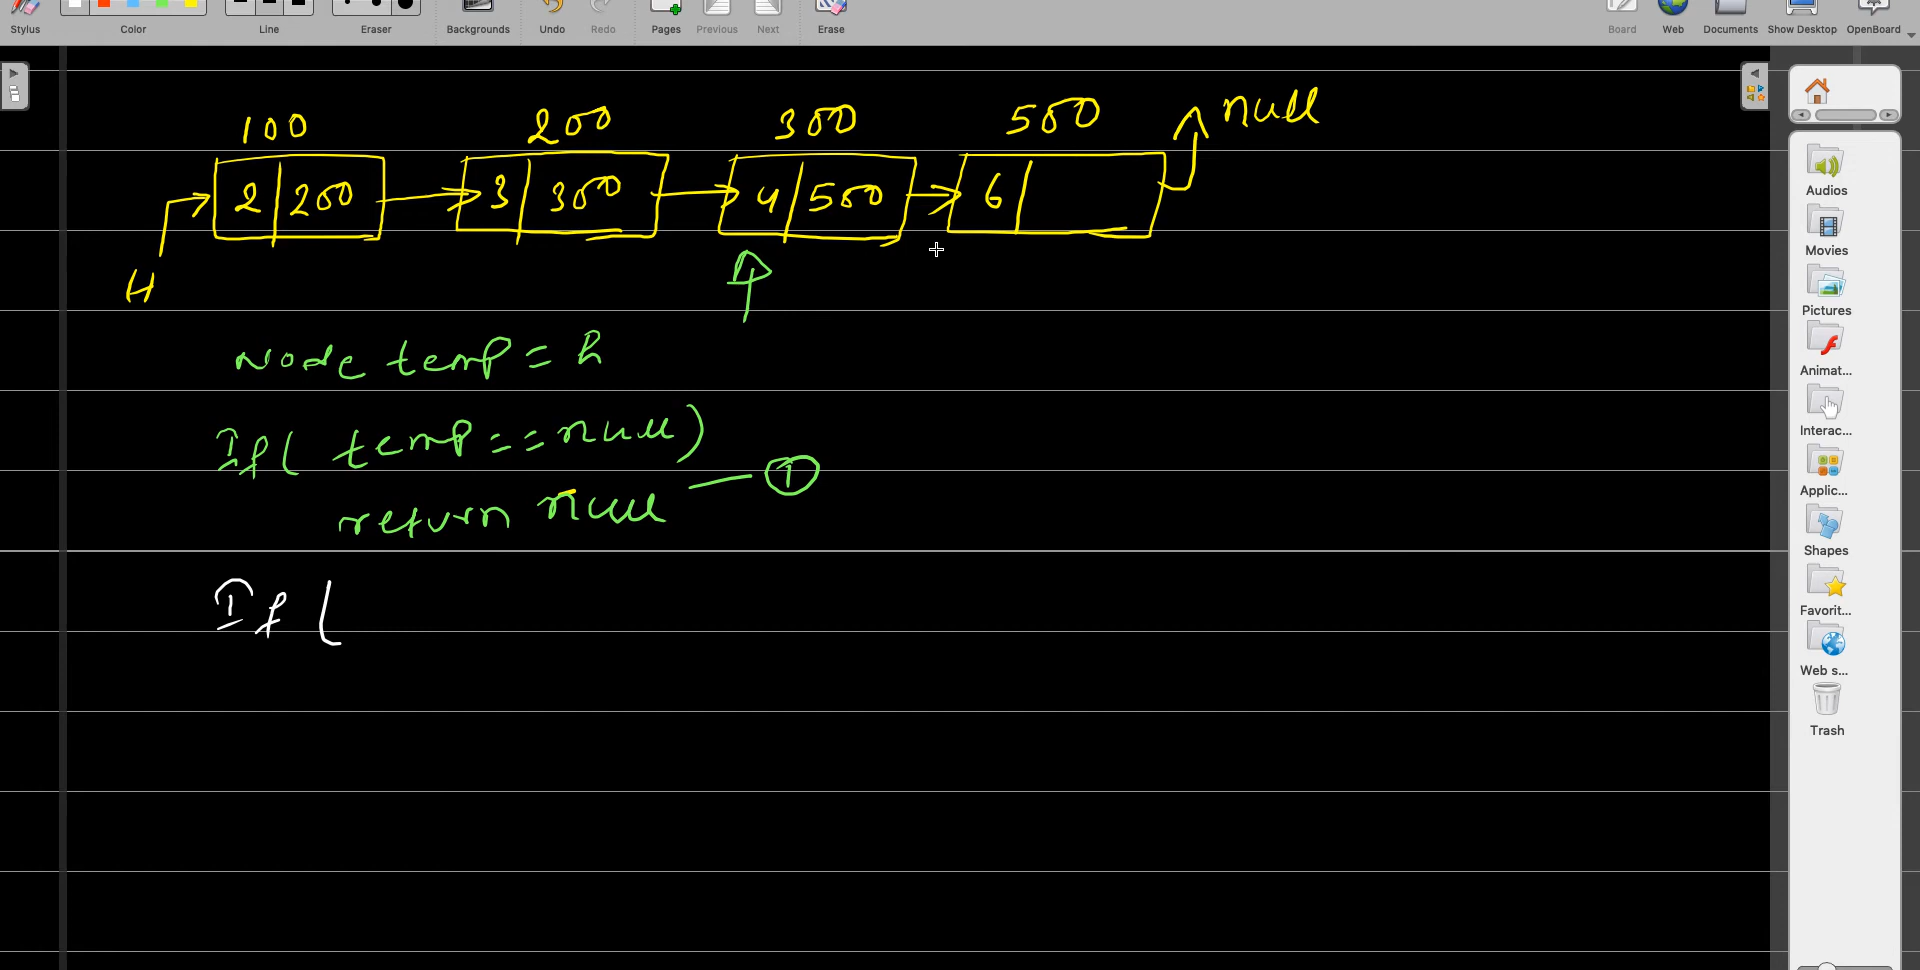 Stylus Color Line Eraser Backgrounds Undo Redo Pages Previous Next Erase Board Web Documents Show Desktop OpenBoard
100 200 300 500 null
2 200 3 300 4 500 6
H
Node temp = h
If( temp == null)
return null — 1
If (
Audios
Movies
Pictures
Animat...
Interac...
Applic...
Shapes
Favorit...
Web s...
Trash